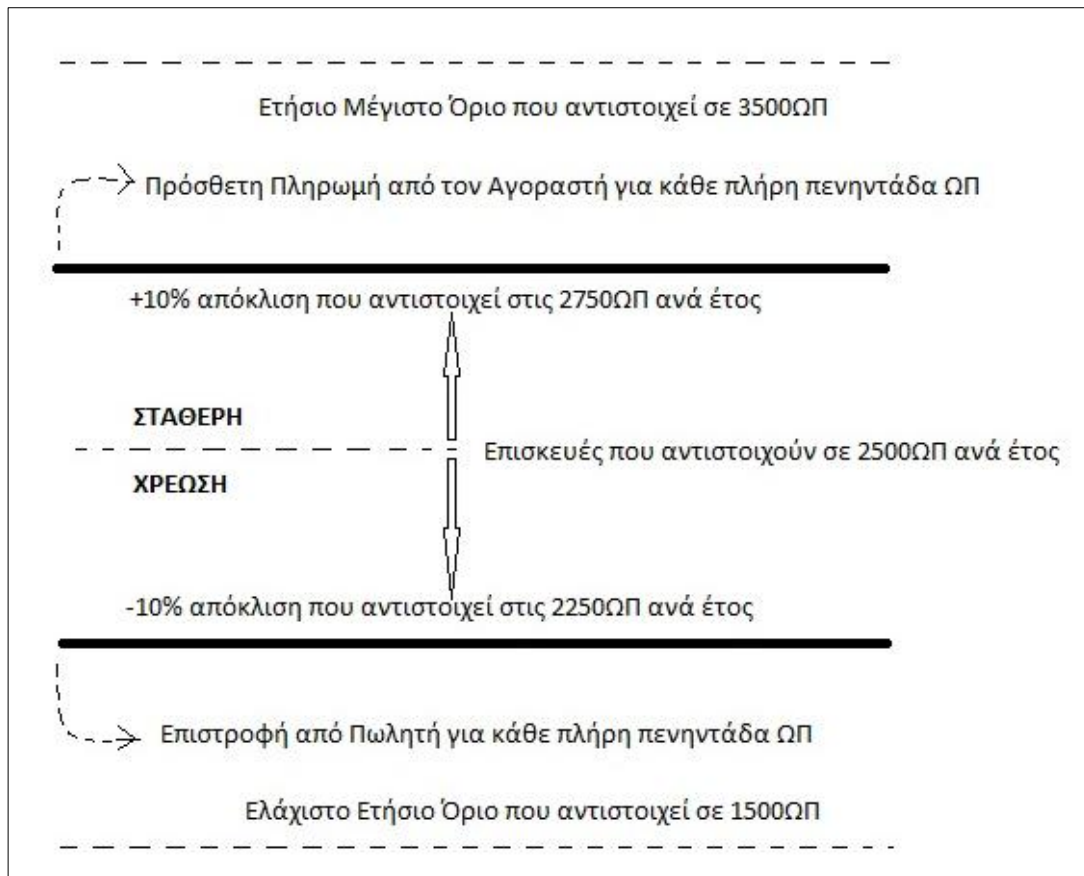 Ετήσιο Μέγιστο Όριο που αντιστοιχεί σε 3500ΩΠ
Πρόσθετη Πληρωμή από τον Αγοραστή για κάθε πλήρη πενηντάδα ΩΠ
+10% απόκλιση που αντιστοιχεί στις 2750ΩΠ ανά έτος
ΣΤΑΘΕΡΗ
Επισκευές που αντιστοιχούν σε 2500ΩΠ ανά έτος
ΧΡΕΩΣΗ
-10% απόκλιση που αντιστοιχεί στις 2250ΩΠ ανά έτος
Επιστροφή από Πωλητή για κάθε πλήρη πενηντάδα ΩΠ
Ελάχιστο Ετήσιο Όριο που αντιστοιχεί σε 1500ΩΠ